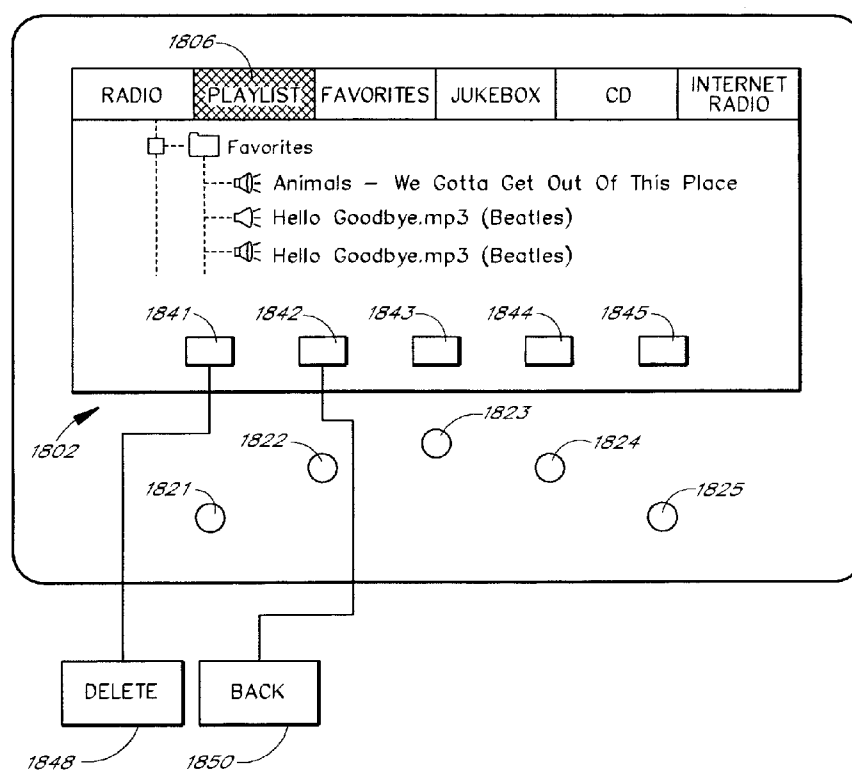 1806
RADIO PLAYLIST FAVORITES JUKEBOX CD INTERNET RADIO
Favorites
Animals - We Gotta Get Out Of This Place
Hello Goodbye.mp3 (Beatles)
Hello Goodbye.mp3 (Beatles)
1841 1842 1843 1844 1845
1802
1821 1822 1823 1824 1825
DELETE BACK
1848 1850